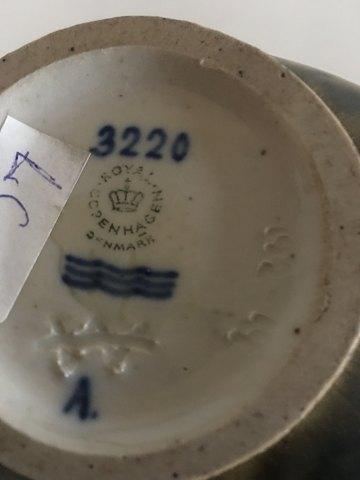 3220
ROYAL
COPENHAGEN
DENMARK
A.